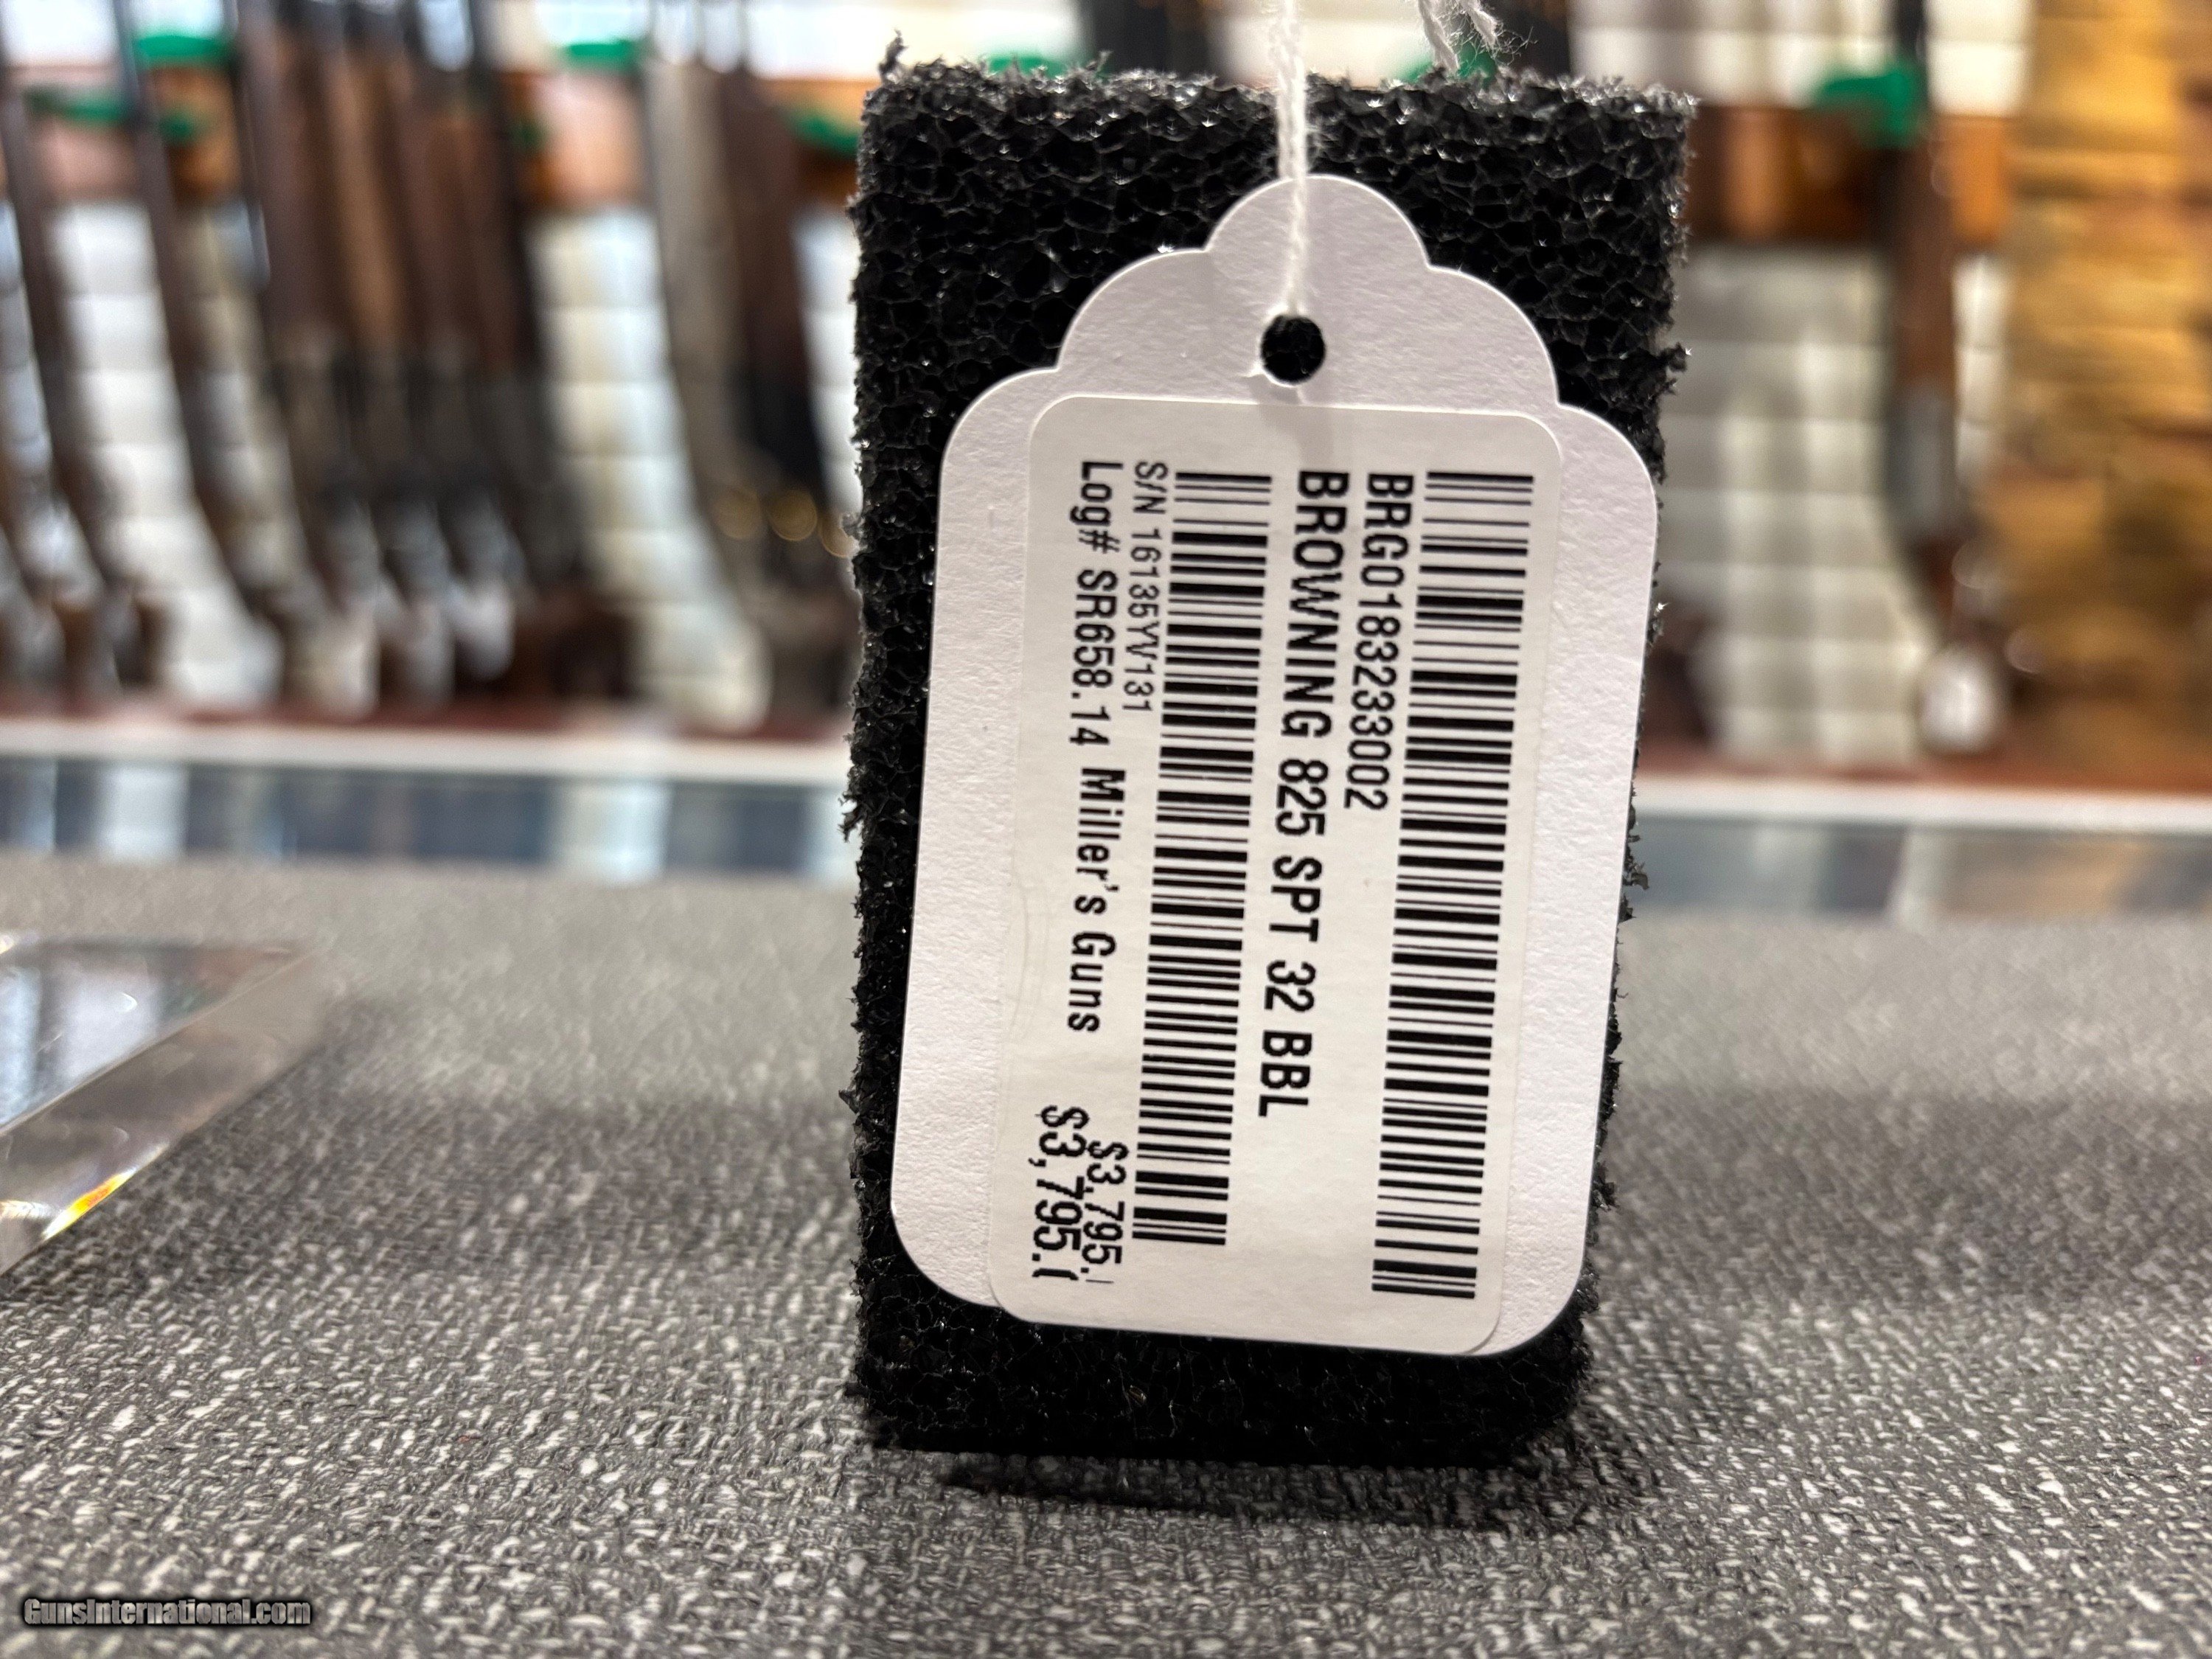 BRG0183233002
BROWNING 825 SPT 32 BBL
S/N 16135YV131
$3,795.
Log# SR658.14 Miller's Guns
$3,795.(
GunsInternational.com